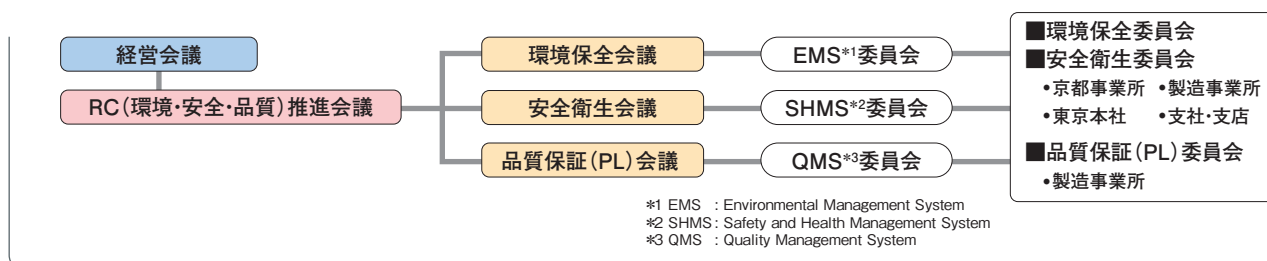 経営会議
RC(環境・安全・品質)推進会議
環境保全会議
安全衛生会議
品質保証(PL)会議
EMS*1委員会
SHMS*2委員会
QMS*3委員会
■環境保全委員会
■安全衛生委員会
•京都事業所 •製造事業所
•東京本社 •支社・支店
■品質保証(PL)委員会
•製造事業所
*1 EMS : Environmental Management System
*2 SHMS : Safety and Health Management System
*3 QMS : Quality Management System